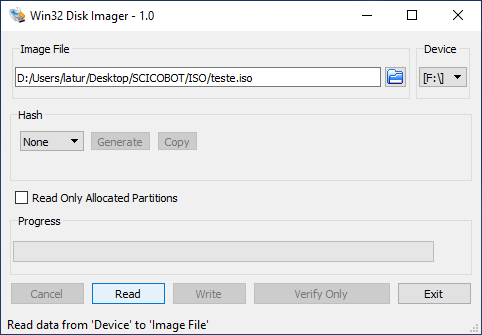 Win32 Disk Imager - 1.0
Image File
Device
D:/Users/latur/Desktop/SCICOBOT/ISO/teste.iso
[F:\]
Hash
None
Generate
Copy
Read Only Allocated Partitions
Progress
Cancel
Read
Write
Verify Only
Exit
Read data from 'Device' to 'Image File'